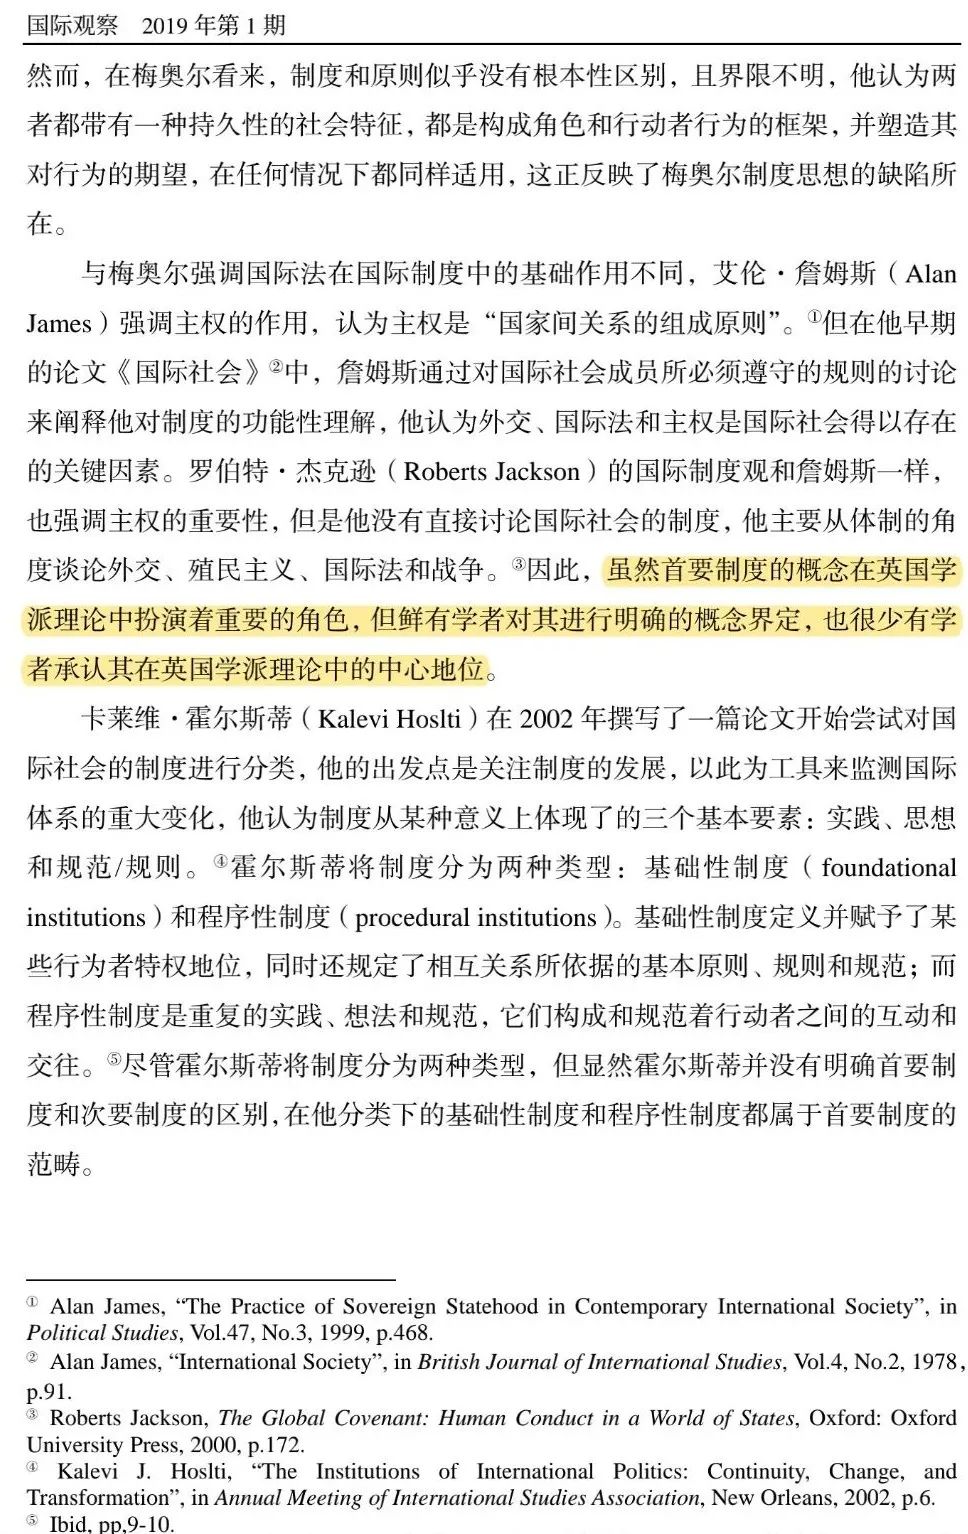 国际观察 2019 年第 1 期
然而，在梅奥尔看来，制度和原则似乎没有根本性区别，且界限不明，他认为两
者都带有一种持久性的社会特征，都是构成角色和行动者行为的框架，并塑造其
对行为的期望，在任何情况下都同样适用，这正反映了梅奥尔制度思想的缺陷所
在。
与梅奥尔强调国际法在国际制度中的基础作用不同，艾伦·詹姆斯（Alan
James）强调主权的作用，认为主权是“国家间关系的组成原则”。①但在他早期
的论文《国际社会》②中，詹姆斯通过对国际社会成员所必须遵守的规则的讨论
来阐释他对制度的功能性理解，他认为外交、国际法和主权是国际社会得以存在
的关键因素。罗伯特·杰克逊（Roberts Jackson）的国际制度观和詹姆斯一样，
也强调主权的重要性，但是他没有直接讨论国际社会的制度，他主要从体制的角
度谈论外交、殖民主义、国际法和战争。③因此，虽然首要制度的概念在英国学
派理论中扮演着重要的角色，但鲜有学者对其进行明确的概念界定，也很少有学
者承认其在英国学派理论中的中心地位。
卡莱维·霍尔斯蒂（Kalevi Hoslti）在 2002 年撰写了一篇论文开始尝试对国
际社会的制度进行分类，他的出发点是关注制度的发展，以此为工具来监测国际
体系的重大变化，他认为制度从某种意义上体现了的三个基本要素：实践、思想
和规范/规则。④霍尔斯蒂将制度分为两种类型：基础性制度（foundational
institutions）和程序性制度（procedural institutions）。基础性制度定义并赋予了某
些行为者特权地位，同时还规定了相互关系所依据的基本原则、规则和规范；而
程序性制度是重复的实践、想法和规范，它们构成和规范着行动者之间的互动和
交往。⑤尽管霍尔斯蒂将制度分为两种类型，但显然霍尔斯蒂并没有明确首要制
度和次要制度的区别，在他分类下的基础性制度和程序性制度都属于首要制度的
范畴。
① Alan James, “The Practice of Sovereign Statehood in Contemporary International Society”, in
Political Studies, Vol.47, No.3, 1999, p.468.
② Alan James, “International Society”, in British Journal of International Studies, Vol.4, No.2, 1978，
p.91.
③ Roberts Jackson, The Global Covenant: Human Conduct in a World of States, Oxford: Oxford
University Press, 2000, p.172.
④ Kalevi J. Hoslti, “The Institutions of International Politics: Continuity, Change, and
Transformation”, in Annual Meeting of International Studies Association, New Orleans, 2002, p.6.
⑤ Ibid, pp,9-10.